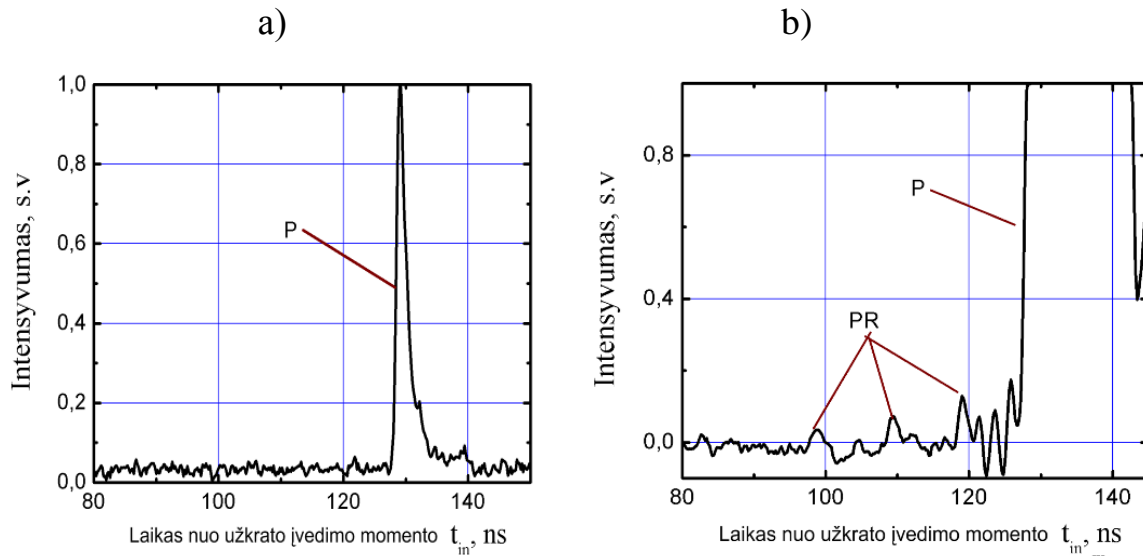 a)
b)
Intensyvumas, s.v
1,0
0,8
0,6
0,4
0,2
0,0
P
80
100
120
140
Laikas nuo užkrato įvedimo momento t_in, ns
Intensyvumas, s.v
0,8
0,4
0,0
P
PR
80
100
120
140
Laikas nuo užkrato įvedimo momento t_in, ns